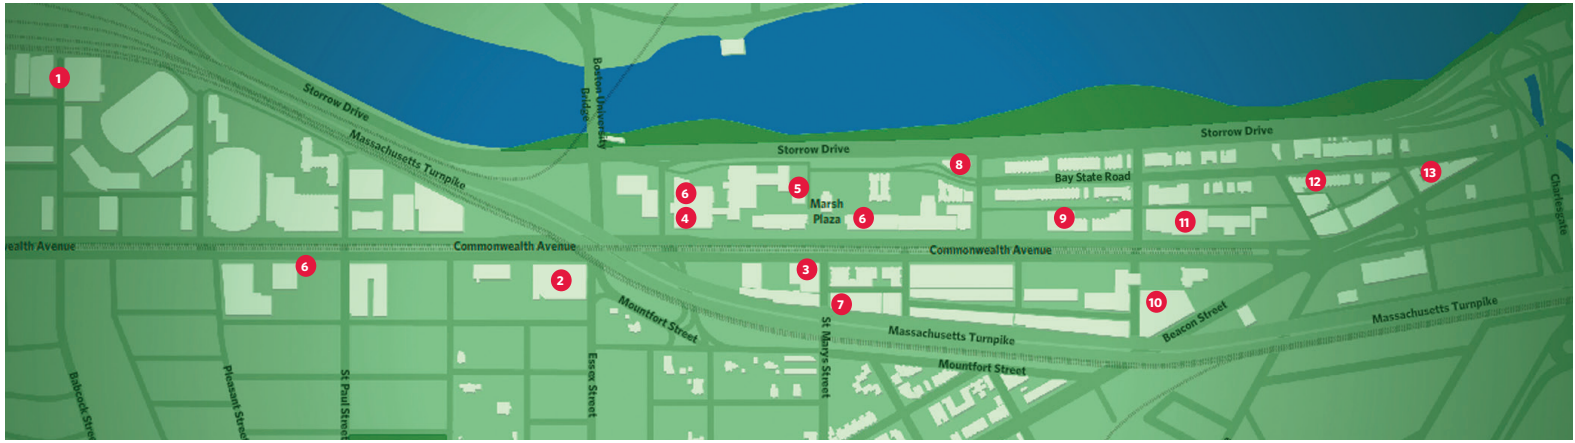 1
Storrow Drive
Boston University
Bridge
Massachusetts Turnpike
Storrow Drive
Storrow Drive
8
Bay State Road
12
13
6
5
4
Marsh
Plaza
6
9
11
Charlesgate
wealth Avenue
Commonwealth Avenue
Commonwealth Avenue
6
2
3
7
10
Mountfort Street
St Marys Street
Massachusetts Turnpike
Beacon Street
Massachusetts Turnpike
Mountfort Street
Babcock Stre
Pleasant Stree
St Paul Street
Essex Street